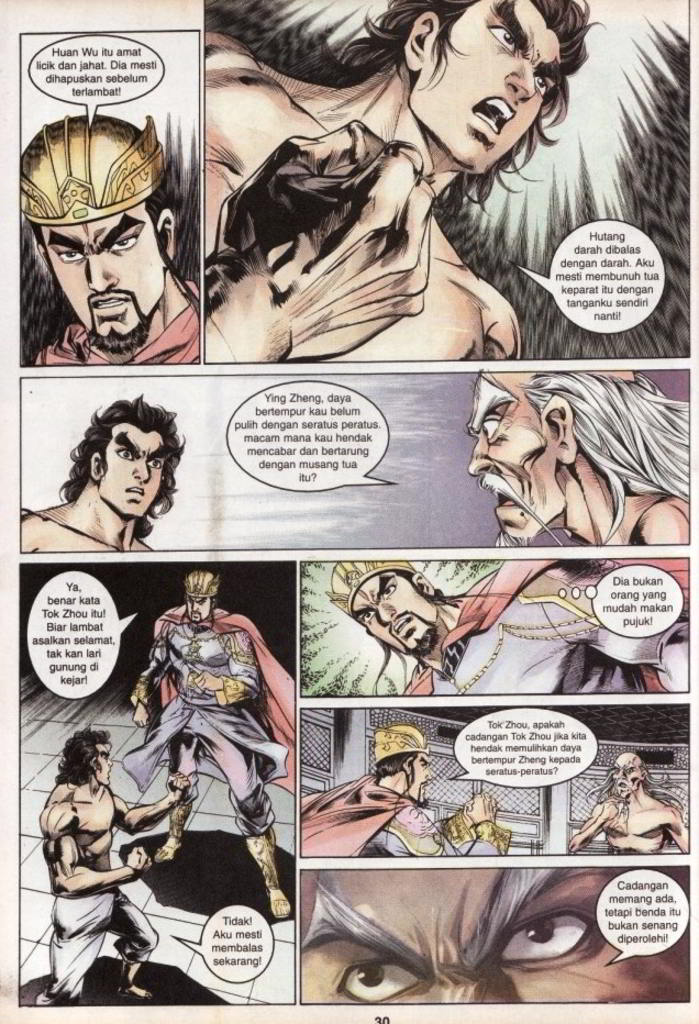 Huan Wu itu amat
licik dan jahat. Dia mesti
dihapuskan sebelum
terlambat!
Hutang
darah dibalas
dengan darah. Aku
mesti membunuh tua
keparat itu dengan
tanganku sendiri
nanti!
Ying Zheng, daya
bertempur kau belum
pulih dengan seratus peratus.
macam mana kau hendak
mencabar dan bertarung
dengan musang tua
itu?
Ya,
benar kata
Tok Zhou itu!
Biar lambat
asalkan selamat,
tak kan lari
gunung di
kejar!
Tidak!
Aku mesti
membalas
sekarang!
Dia bukan
orang yang
mudah makan
pujuk!
Tok Zhou, apakah
cadangan Tok Zhou jika kita
hendak memulihkan daya
bertempur Zheng kepada
seratus-peratus?
Cadangan
memang ada,
tetapi benda itu
bukan senang
diperolehi!
30